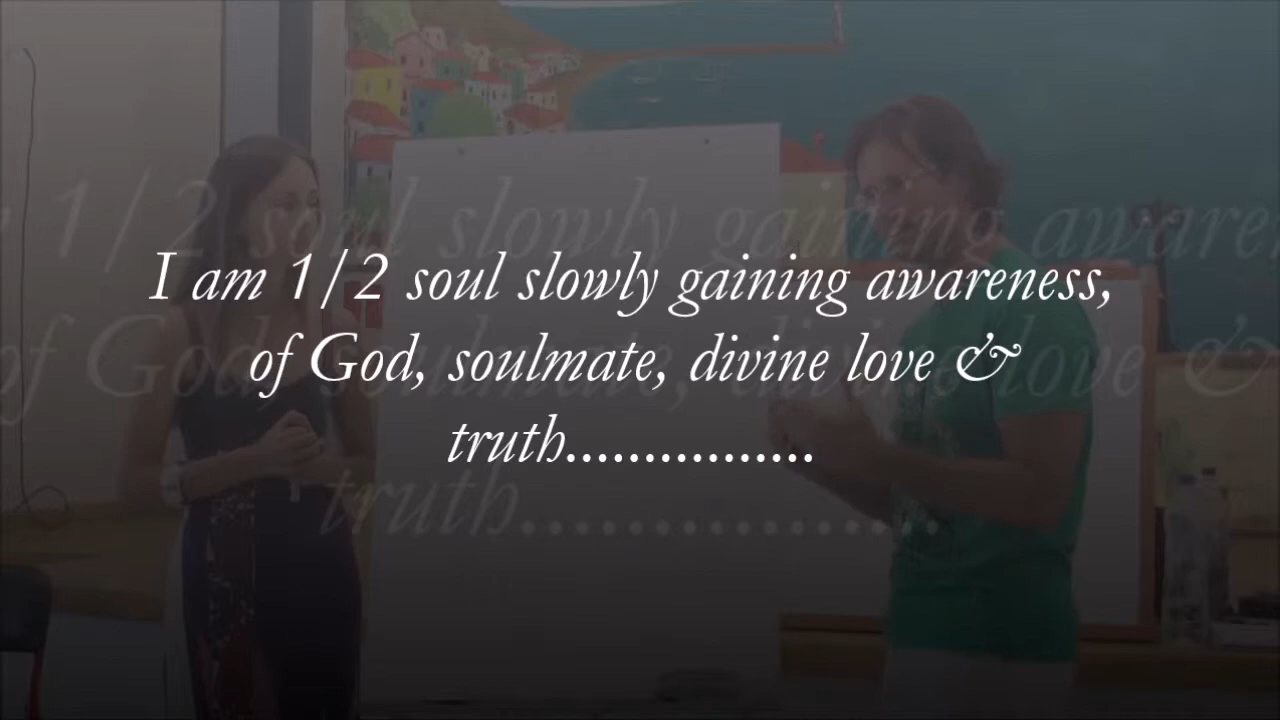 I am 1/2 soul slowly gaining awareness,
of God, soulmate, divine love &
truth................